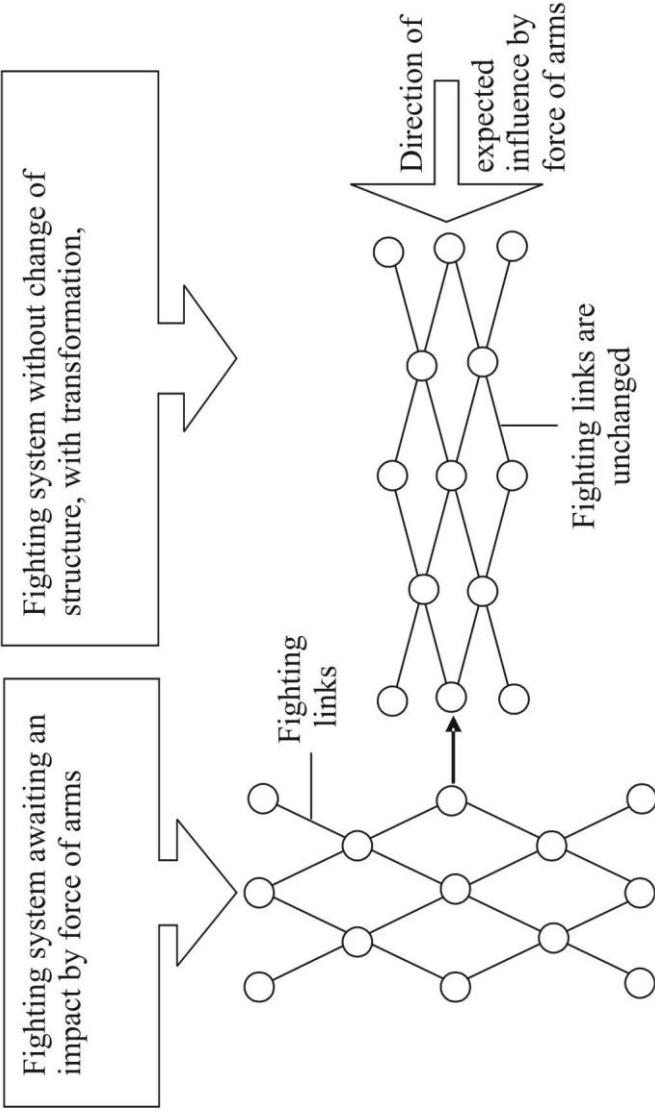 Fighting system awaiting an
impact by force of arms
Fighting system without change of
structure, with transformation,
Fighting
links
Direction of
expected
influence by
force of arms
Fighting links are
unchanged